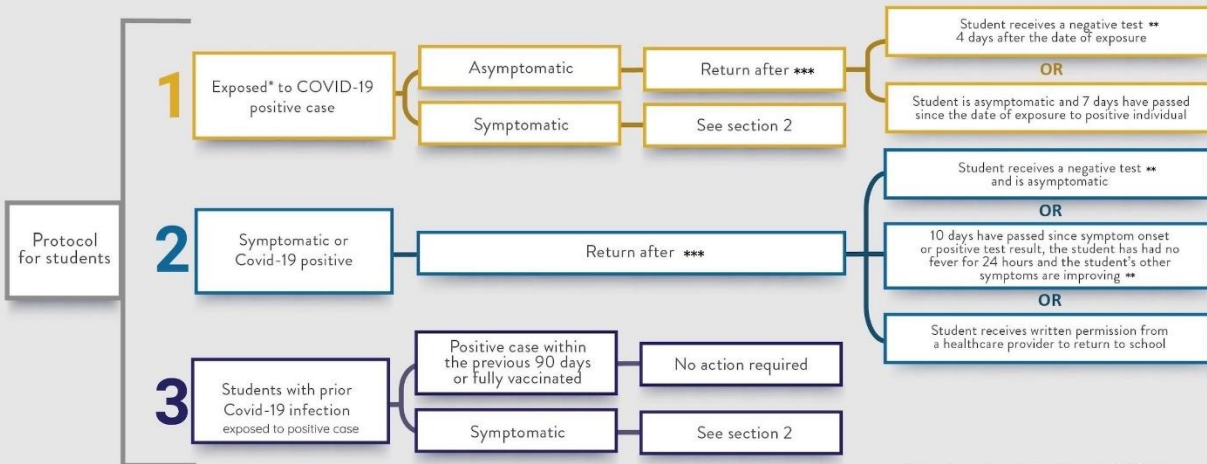 Protocol
for students
1
Exposed* to COVID-19
positive case
Asymptomatic
Return after ***
Student receives a negative test **
4 days after the date of exposure
OR
Student is asymptomatic and 7 days have passed
since the date of exposure to positive individual
Symptomatic
See section 2
2
Symptomatic or
Covid-19 positive
Return after ***
Student receives a negative test **
and is asymptomatic
OR
10 days have passed since symptom onset
or positive test result, the student has had no
fever for 24 hours and the student's other
symptoms are improving **
OR
Student receives written permission from
a healthcare provider to return to school
3
Students with prior
Covid-19 infection
exposed to positive case
Positive case within
the previous 90 days
or fully vaccinated
No action required
Symptomatic
See section 2